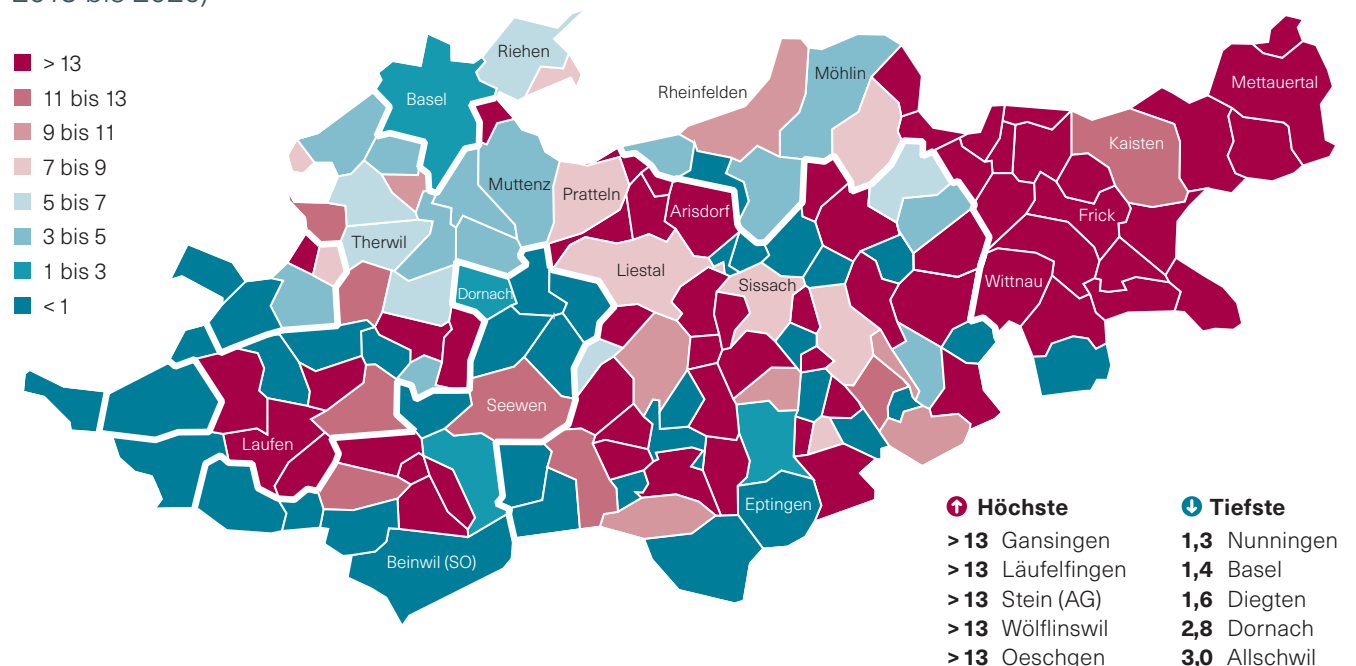 > 13
11 bis 13
9 bis 11
7 bis 9
5 bis 7
3 bis 5
1 bis 3
< 1
Riehen
Basel
Rheinfelden
Möhlin
Mettauertal
Kaisten
Muttenz
Pratteln
Arisdorf
Frick
Therwil
Liestal
Sissach
Wittnau
Dornach
Seewen
Laufen
Eptingen
Beinwil (SO)
Höchste
> 13 Gansingen
> 13 Läufelfingen
> 13 Stein (AG)
> 13 Wölflinswil
> 13 Oeschgen
Tiefste
1,3 Nunningen
1,4 Basel
1,6 Diegten
2,8 Dornach
3,0 Allschwil